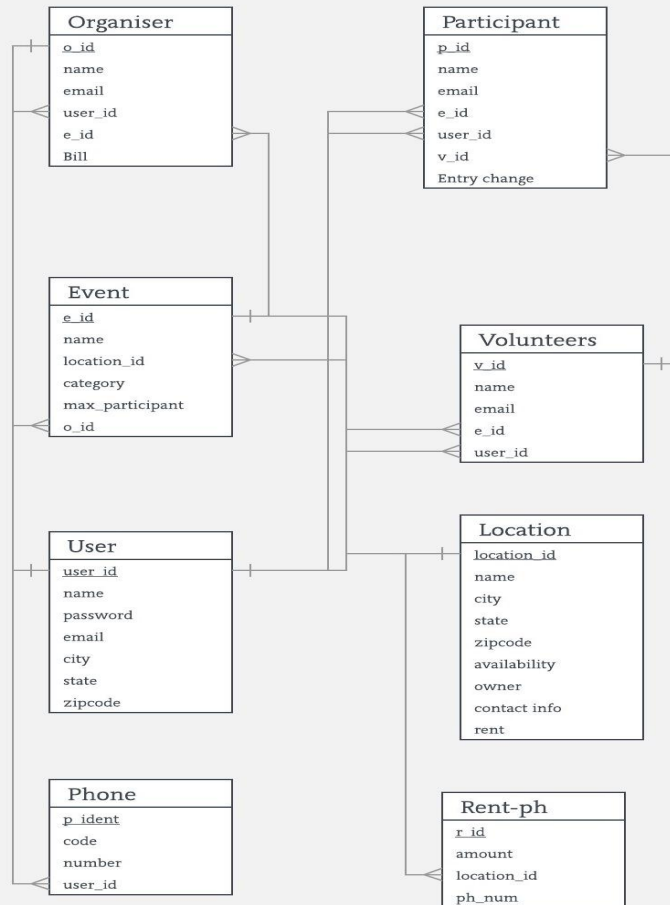 Organiser
o_id
name
email
user_id
e_id
Bill
Participant
p_id
name
email
e_id
user_id
v_id
Entry change
Event
e_id
name
location_id
category
max_participant
o_id
Volunteers
v_id
name
email
e_id
user_id
User
user_id
name
password
email
city
state
zipcode
Location
location_id
name
city
state
zipcode
availability
owner
contact info
rent
Phone
p_ident
code
number
user_id
Rent-ph
r_id
amount
location_id
ph_num